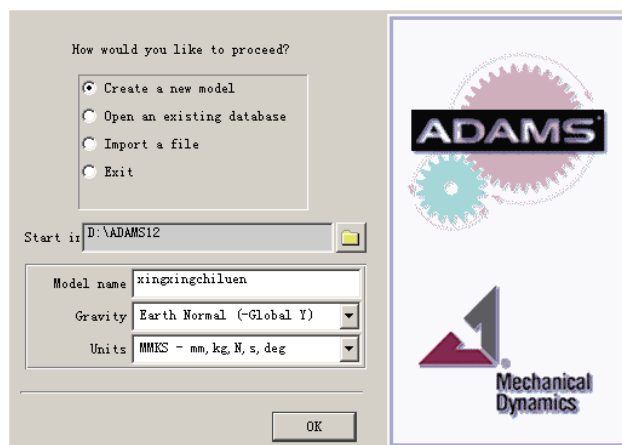 How would you like to proceed?
Create a new model
Open an existing database
Import a file
Exit
Start in D:\ADAMS12
Model name xingxingchiluen
Gravity Earth Normal (-Global Y)
Units MMKS - mm,kg,N,s,deg
OK
ADAMS
Mechanical
Dynamics